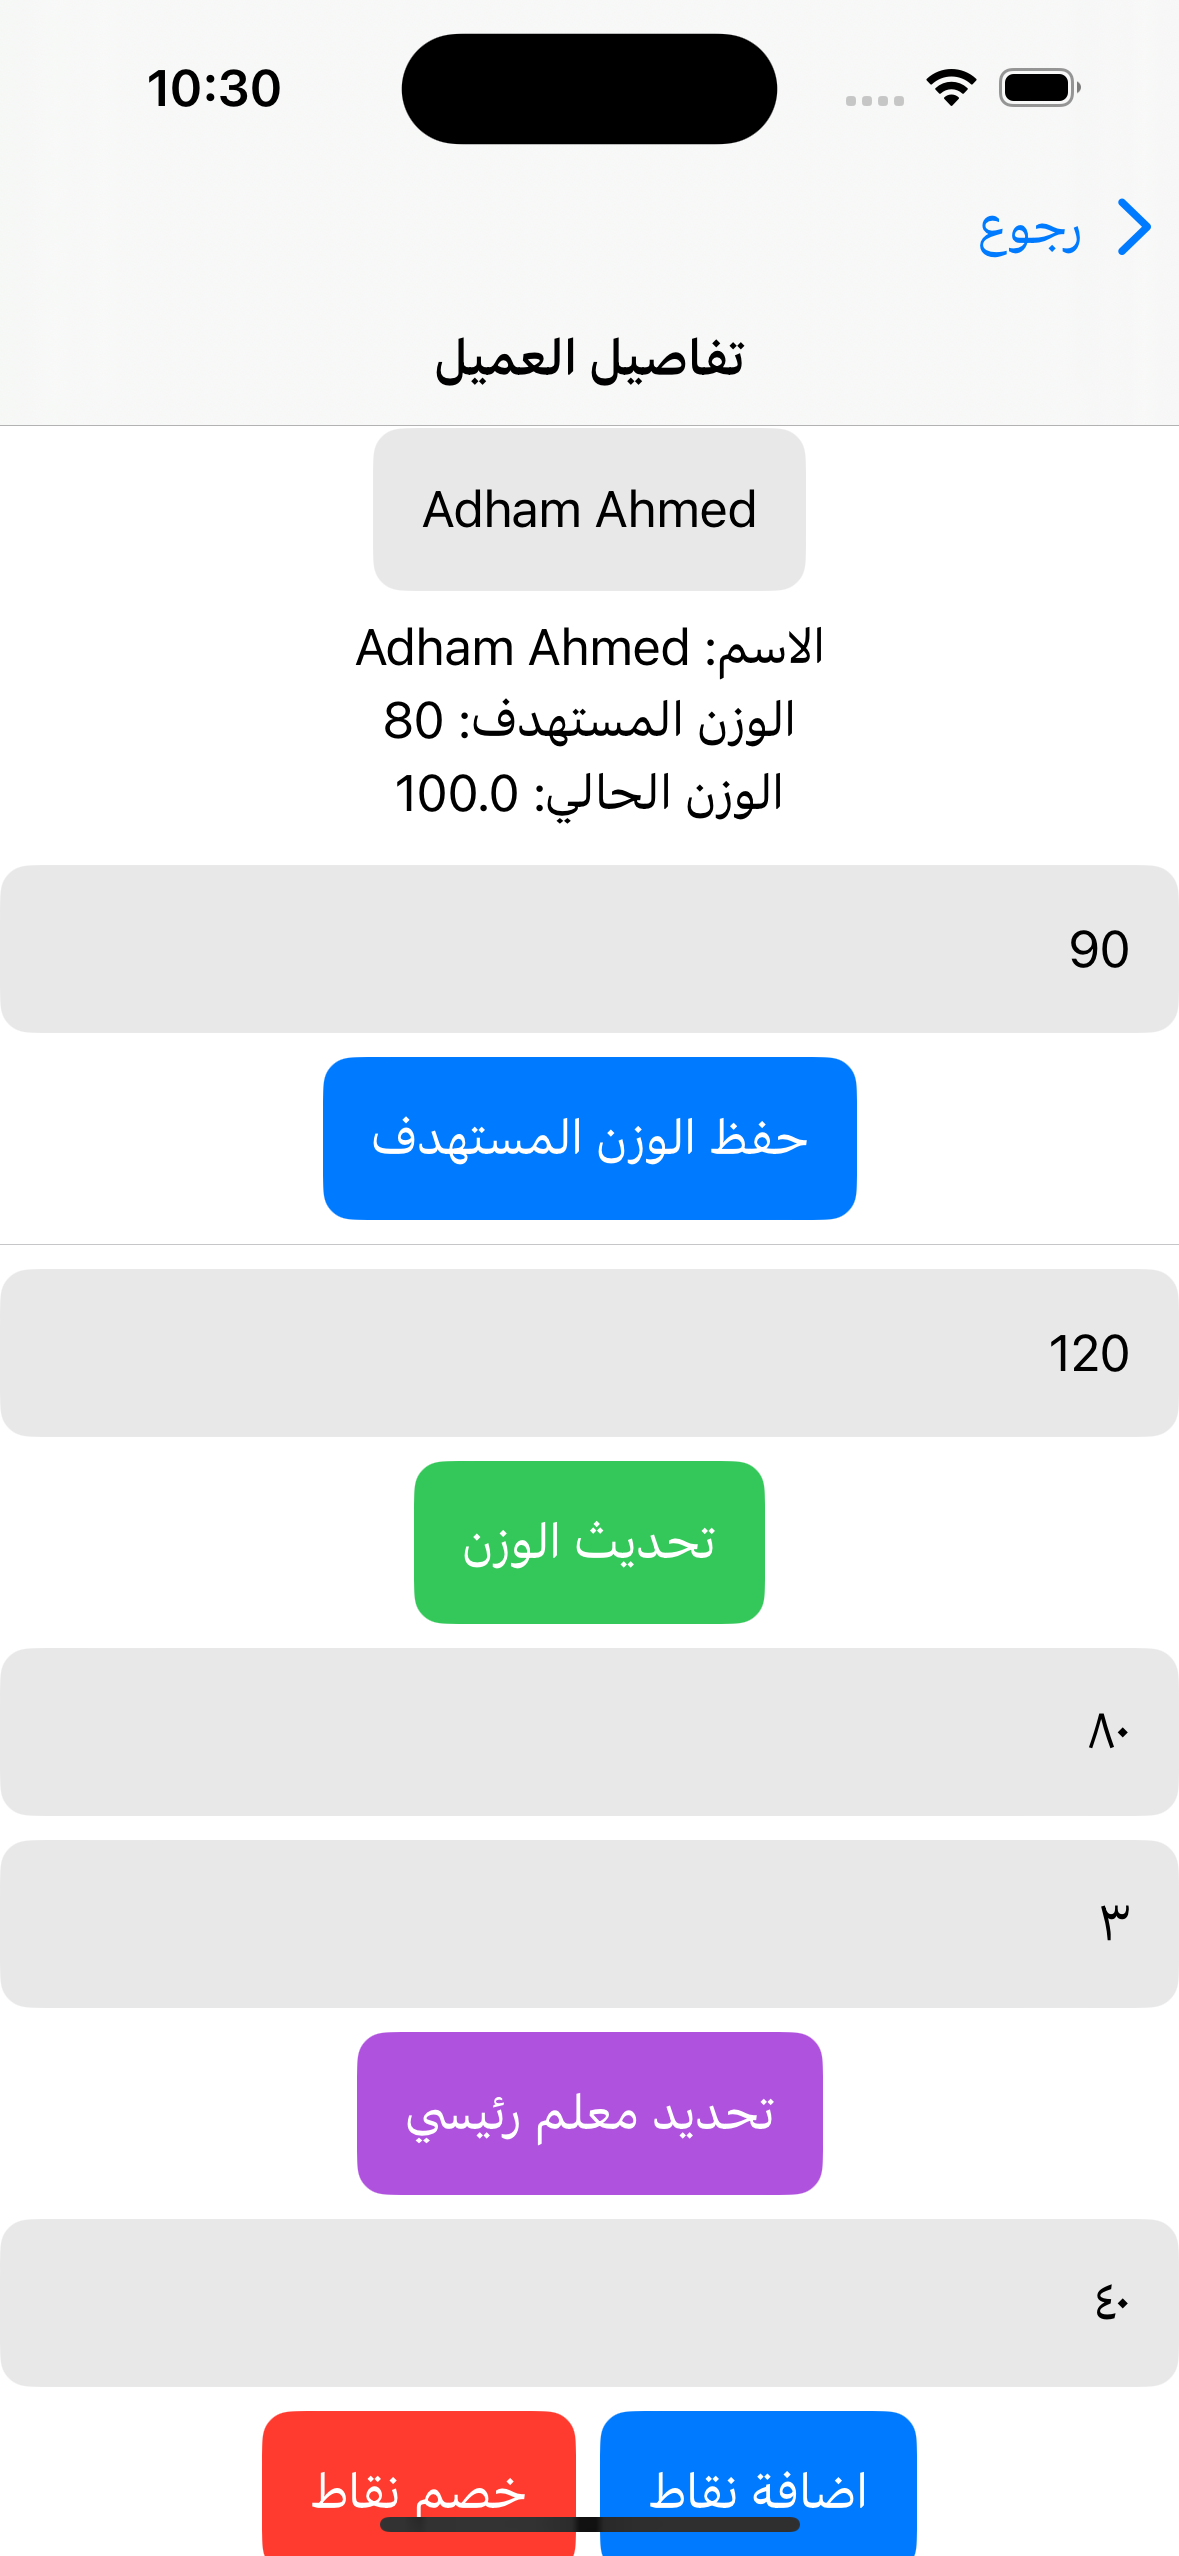 10:30
رجوع
تفاصيل العميل
Adham Ahmed
الاسم: Adham Ahmed
الوزن المستهدف: 80
الوزن الحالي: 100.0
90
حفظ الوزن المستهدف
120
تحديث الوزن
٨٠
٣
تحديد معلم رئيسي
٤٠
اضافة نقاط
خصم نقاط